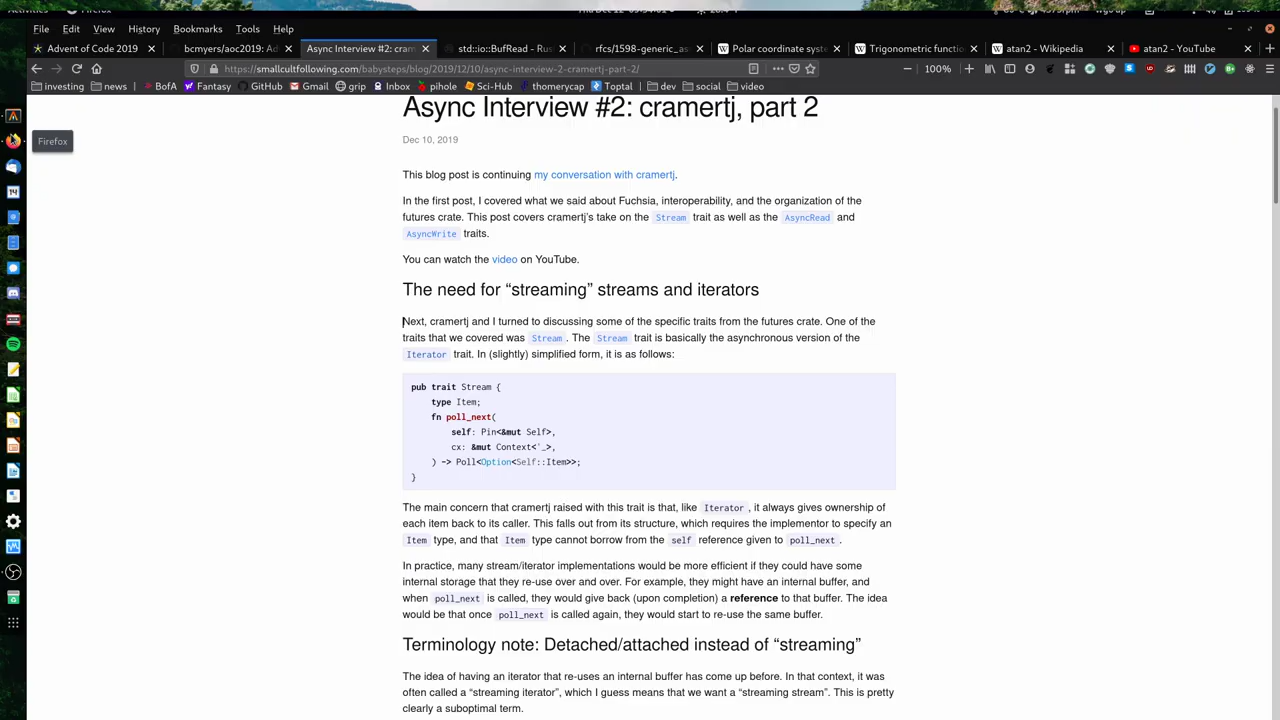 File Edit View History Bookmarks Tools Help
Advent of Code 2019
bcmyers/aoc2019: Ad
Async Interview #2: cram
std::io::BufRead - Rus
rfcs/1598-generic_as
Polar coordinate system
Trigonometric functio
atan2 - Wikipedia
atan2 - YouTube
https://smallcultfollowing.com/babysteps/blog/2019/12/10/async-interview-2-cramertj-part-2/
100%
investing news BofA Fantasy GitHub Gmail grip Inbox pihole Sci-Hub thomerycap Toptal dev social video
Async Interview #2: cramertj, part 2
Firefox
Dec 10, 2019
This blog post is continuing my conversation with cramertj.
In the first post, I covered what we said about Fuchsia, interoperability, and the organization of the
futures crate. This post covers cramertj’s take on the Stream trait as well as the AsyncRead and
AsyncWrite traits.
You can watch the video on YouTube.
The need for “streaming” streams and iterators
Next, cramertj and I turned to discussing some of the specific traits from the futures crate. One of the
traits that we covered was Stream. The Stream trait is basically the asynchronous version of the
Iterator trait. In (slightly) simplified form, it is as follows:
pub trait Stream {
type Item;
fn poll_next(
self: Pin<&mut Self>,
cx: &mut Context<'_>,
) -> Poll<Option<Self::Item>>;
}
The main concern that cramertj raised with this trait is that, like Iterator, it always gives ownership of
each item back to its caller. This falls out from its structure, which requires the implementor to specify an
Item type, and that Item type cannot borrow from the self reference given to poll_next.
In practice, many stream/iterator implementations would be more efficient if they could have some
internal storage that they re-use over and over. For example, they might have an internal buffer, and
when poll_next is called, they would give back (upon completion) a reference to that buffer. The idea
would be that once poll_next is called again, they would start to re-use the same buffer.
Terminology note: Detached/attached instead of “streaming”
The idea of having an iterator that re-uses an internal buffer has come up before. In that context, it was
often called a “streaming iterator”, which I guess means that we want a “streaming stream”. This is pretty
clearly a suboptimal term.